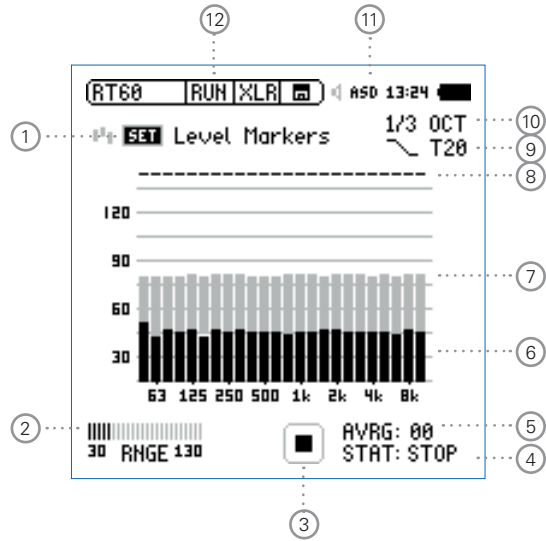 12
11
RT60 RUN XLR ASD 13:24
1 SET Level Markers 1/3 OCT 10
T20 9
8
120
90
7
60
6
30
63 125 250 500 1k 2k 4k 8k
2 AVRG: 00 5
30 RNGE 130 STAT: STOP 4
3